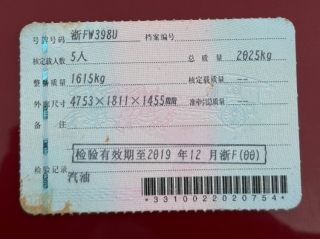 号牌号码 浙FW398U 档案编号
核定载人数 5人 总质量 2025kg
整备质量 1615kg 核定载质量 --
外廓尺寸 4753×1811×1455mm 准牵引总质量 --
备注
检验有效期至2019年12月浙F(00)
检验记录
汽油
*3310022020754*